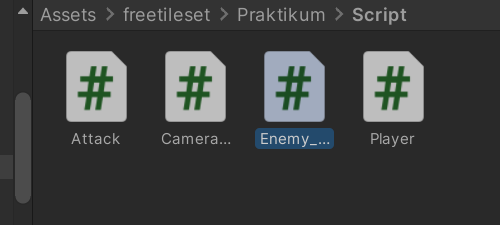 Assets > freetileset > Praktikum > Script
Attack Camera... Enemy_... Player